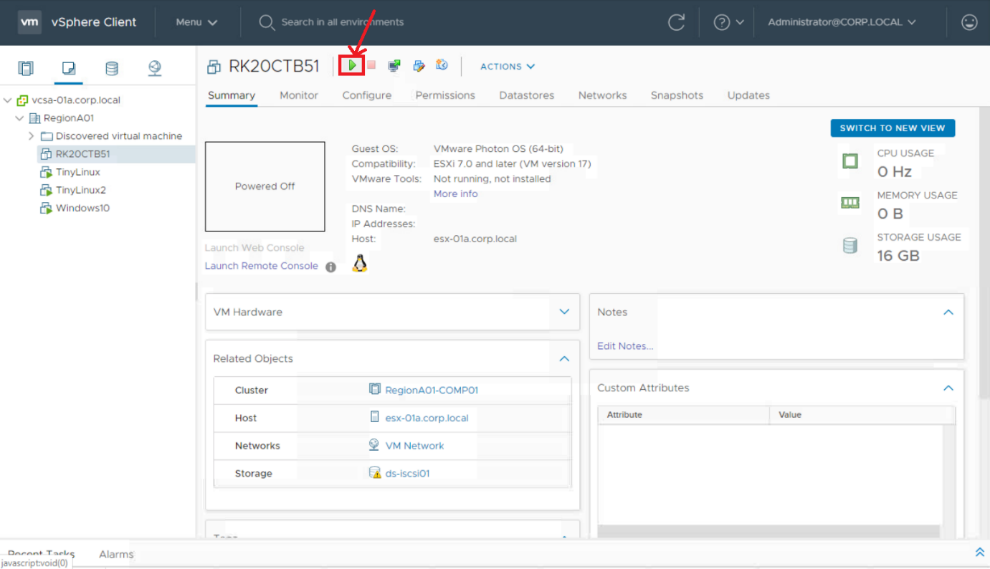 vm vSphere Client Menu Search in all environments Administrator@CORP.LOCAL
RK20CTB51 ACTIONS
Summary Monitor Configure Permissions Datastores Networks Snapshots Updates
vcsa-01a.corp.local
RegionA01
Discovered virtual machine
RK20CTB51
TinyLinux
TinyLinux2
Windows10
SWITCH TO NEW VIEW
Powered Off
Guest OS: VMware Photon OS (64-bit)
Compatibility: ESXi 7.0 and later (VM version 17)
VMware Tools: Not running, not installed
More info
DNS Name:
IP Addresses:
Host: esx-01a.corp.local
Launch Web Console
Launch Remote Console
CPU USAGE
0 Hz
MEMORY USAGE
0 B
STORAGE USAGE
16 GB
VM Hardware
Related Objects
Cluster RegionA01-COMP01
Host esx-01a.corp.local
Networks VM Network
Storage ds-iscsi01
Notes
Edit Notes...
Custom Attributes
Attribute Value
Recent Tasks Alarms
javascript:void(0)